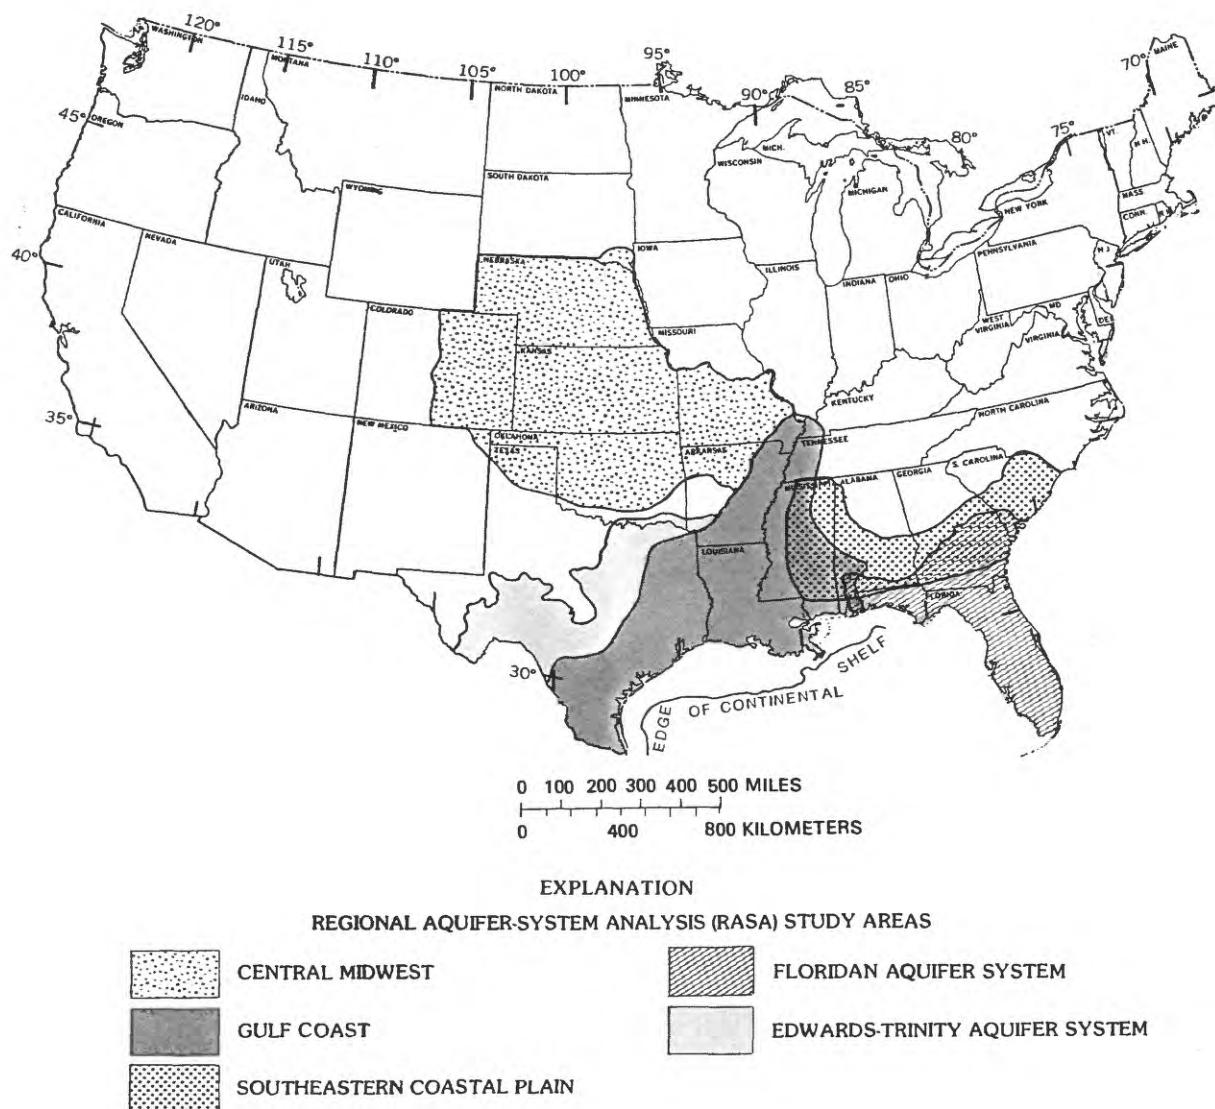 120°
WASHINGTON
115°
MONTANA
110°
105°
NORTH DAKOTA
100°
95°
MINNESOTA
90°
85°
80°
75°
70°
MAINE
45°
OREGON
IDAHO
WYOMING
SOUTH DAKOTA
WISCONSIN
MICH.
MICHIGAN
VT.
N.H.
MASS
CONN.
NEW YORK
CALIFORNIA
NEVADA
40°
UTAH
COLORADO
NEBRASKA
IOWA
ILLINOIS
INDIANA
OHIO
PENNSYLVANIA
N J
MD
DEL
WEST
VIRGINIA
VIRGINIA
MISSOURI
KANSAS
KENTUCKY
35°
ARIZONA
NEW MEXICO
OKLAHOMA
TEXAS
ARKANSAS
TENNESSEE
NORTH CAROLINA
S. CAROLINA
GEORGIA
ALABAMA
MISSISSIPPI
LOUISIANA
FLORIDA
30°
EDGE OF CONTINENTAL SHELF
0 100 200 300 400 500 MILES
0 400 800 KILOMETERS
EXPLANATION
REGIONAL AQUIFER-SYSTEM ANALYSIS (RASA) STUDY AREAS
CENTRAL MIDWEST
FLORIDAN AQUIFER SYSTEM
GULF COAST
EDWARDS-TRINITY AQUIFER SYSTEM
SOUTHEASTERN COASTAL PLAIN